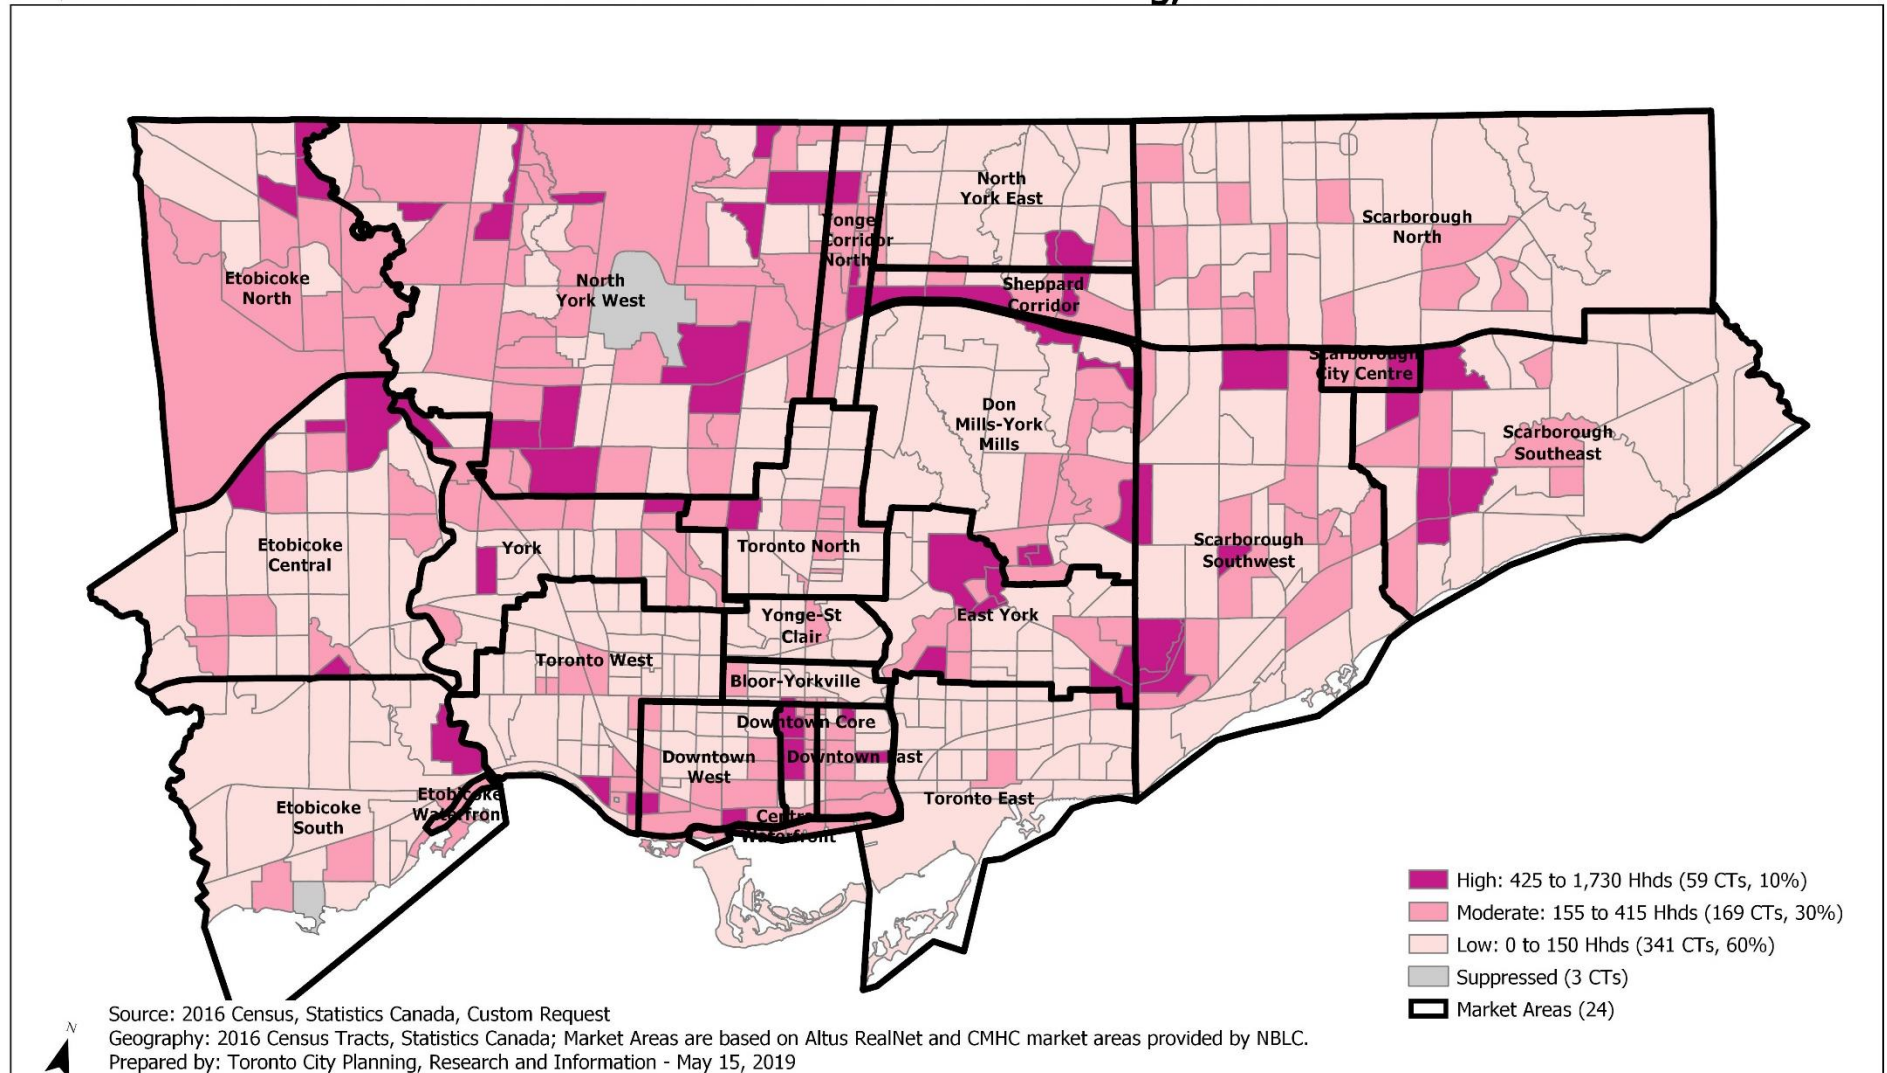 North
York East
Scarborough
North
Yonge
Corridor
North
Etobicoke
North
North
York West
Sheppard
Corridor
Scarborough
City Centre
Don
Mills-York
Mills
Scarborough
Southeast
Etobicoke
Central
York
Toronto North
Scarborough
Southwest
Yonge-St
Clair
East York
Toronto West
Bloor-Yorkville
Downtown Core
Downtown
West
Downtown East
Etobicoke
Waterfront
Etobicoke
South
Toronto East
Central
Waterfront
High: 425 to 1,730 Hhds (59 CTs, 10%)
Moderate: 155 to 415 Hhds (169 CTs, 30%)
Low: 0 to 150 Hhds (341 CTs, 60%)
Suppressed (3 CTs)
Market Areas (24)
N
Source: 2016 Census, Statistics Canada, Custom Request
Geography: 2016 Census Tracts, Statistics Canada; Market Areas are based on Altus RealNet and CMHC market areas provided by NBLC.
Prepared by: Toronto City Planning, Research and Information - May 15, 2019